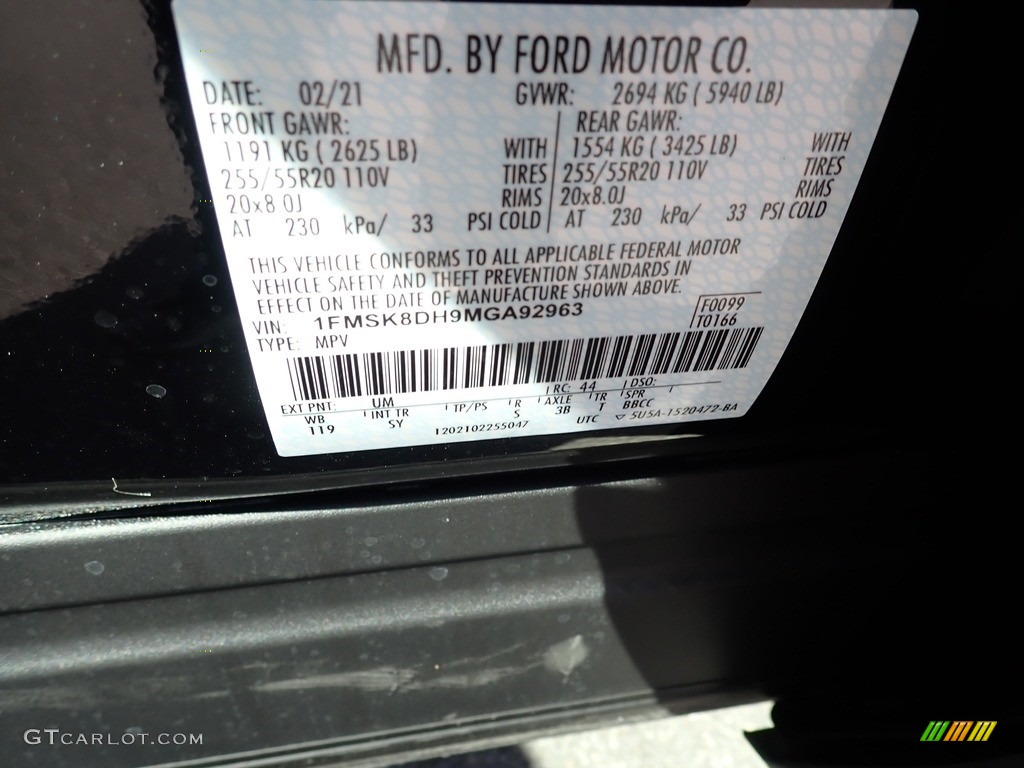 MFD. BY FORD MOTOR CO.
DATE: 02/21 GVWR: 2694 KG ( 5940 LB)
FRONT GAWR: REAR GAWR:
1191 KG ( 2625 LB) WITH 1554 KG ( 3425 LB) WITH
255/55R20 110V TIRES 255/55R20 110V TIRES
20x8.0J RIMS 20x8.0J RIMS
AT 230 kPa/ 33 PSI COLD AT 230 kPa/ 33 PSI COLD
THIS VEHICLE CONFORMS TO ALL APPLICABLE FEDERAL MOTOR
VEHICLE SAFETY AND THEFT PREVENTION STANDARDS IN
EFFECT ON THE DATE OF MANUFACTURE SHOWN ABOVE.
VIN: 1FMSK8DH9MGA92963 F0099
TYPE: MPV T0166
EXT PNT: UM RC: 44 DSO:
WB INT TR TP/PS R AXLE TR SPR
119 SY S 3B T BBCC
1202102255047 UTC ▽ 5U5A-1520472-BA
GTCARLOT.COM